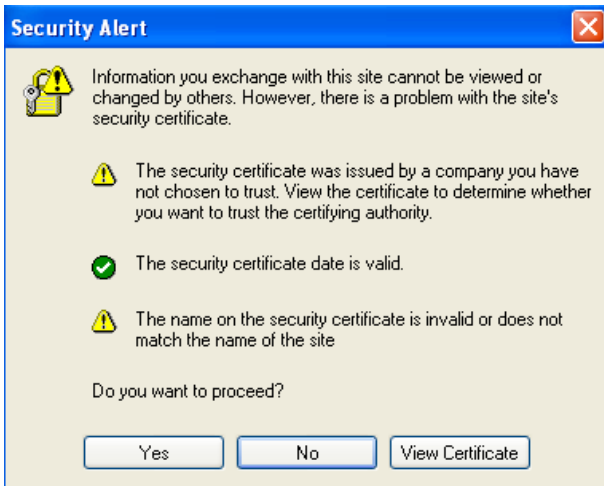 Security Alert
Information you exchange with this site cannot be viewed or
changed by others. However, there is a problem with the site's
security certificate.
The security certificate was issued by a company you have
not chosen to trust. View the certificate to determine whether
you want to trust the certifying authority.
The security certificate date is valid.
The name on the security certificate is invalid or does not
match the name of the site
Do you want to proceed?
Yes
No
View Certificate